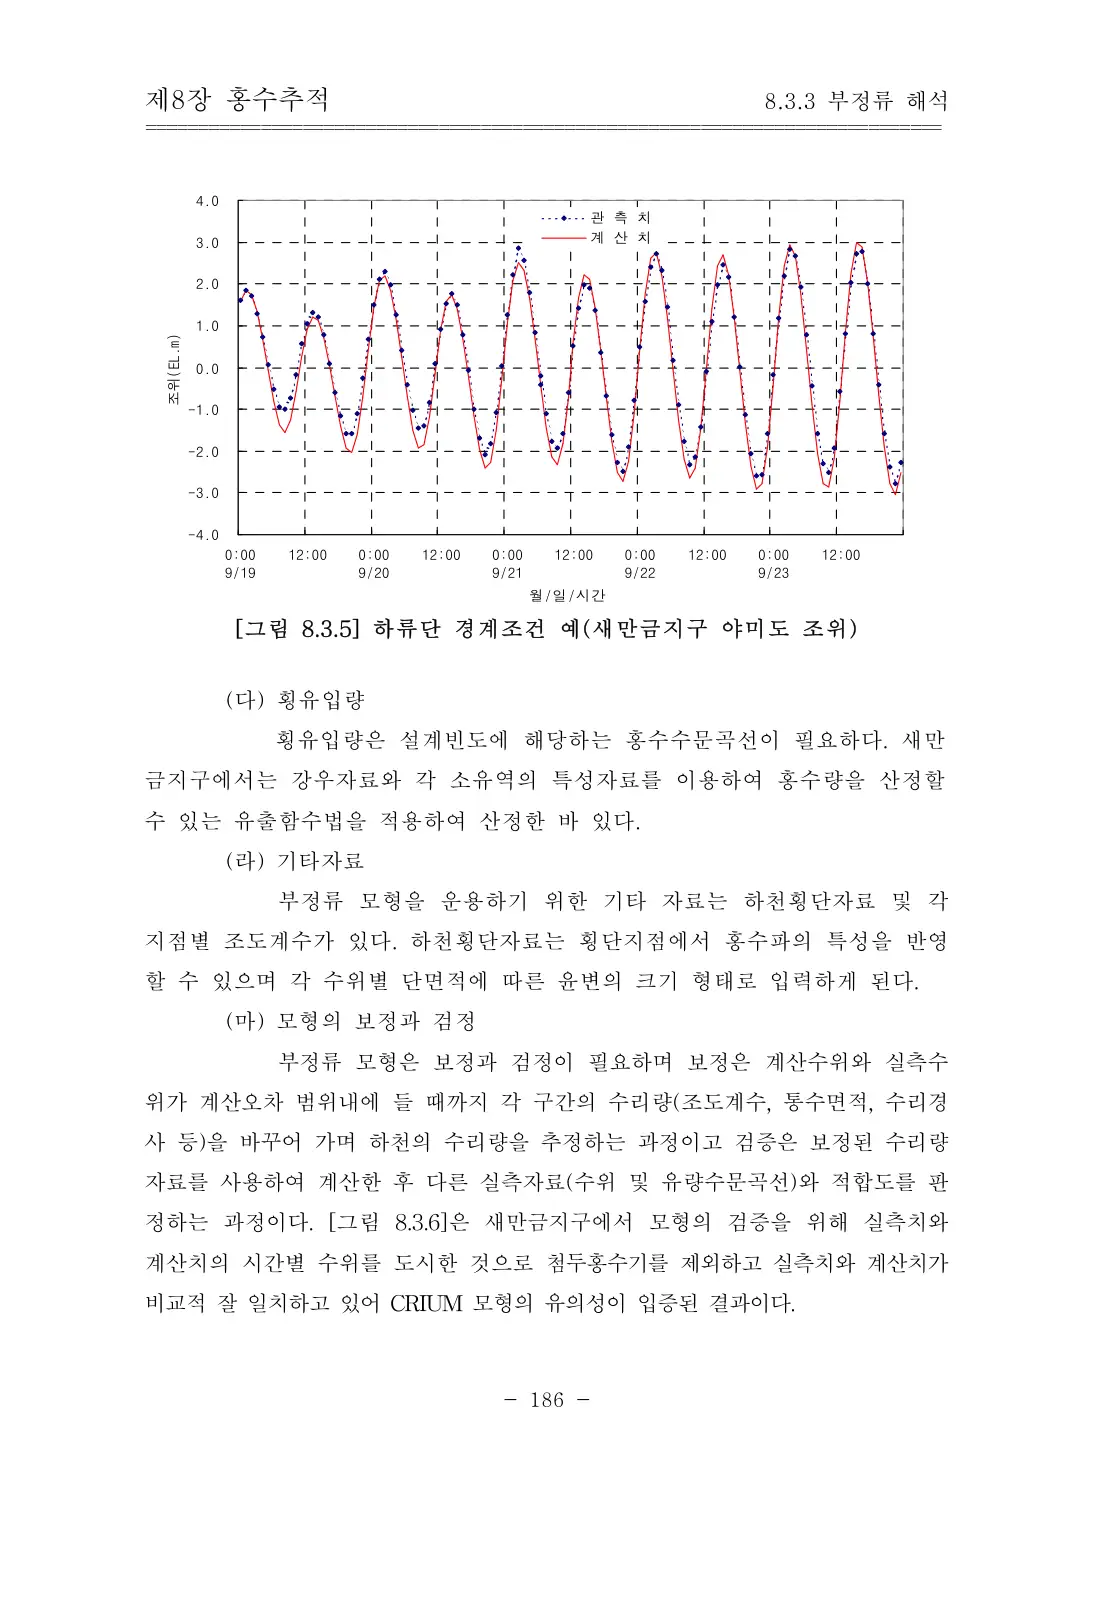 제8장 홍수추적
8.3.3 부정류 해석
4.0
3.0
2.0
1.0
0.0
-1.0
-2.0
-3.0
-4.0
조위(EL.m)
관 측 치
계 산 치
0:00 12:00 0:00 12:00 0:00 12:00 0:00 12:00 0:00 12:00
9/19 9/20 9/21 9/22 9/23
월/일/시간
[그림 8.3.5] 하류단 경계조건 예(새만금지구 야미도 조위)
(다) 횡유입량
횡유입량은 설계빈도에 해당하는 홍수수문곡선이 필요하다. 새만
금지구에서는 강우자료와 각 소유역의 특성자료를 이용하여 홍수량을 산정할
수 있는 유출함수법을 적용하여 산정한 바 있다.
(라) 기타자료
부정류 모형을 운용하기 위한 기타 자료는 하천횡단자료 및 각
지점별 조도계수가 있다. 하천횡단자료는 횡단지점에서 홍수파의 특성을 반영
할 수 있으며 각 수위별 단면적에 따른 윤변의 크기 형태로 입력하게 된다.
(마) 모형의 보정과 검정
부정류 모형은 보정과 검정이 필요하며 보정은 계산수위와 실측수
위가 계산오차 범위내에 들 때까지 각 구간의 수리량(조도계수, 통수면적, 수리경
사 등)을 바꾸어 가며 하천의 수리량을 추정하는 과정이고 검증은 보정된 수리량
자료를 사용하여 계산한 후 다른 실측자료(수위 및 유량수문곡선)와 적합도를 판
정하는 과정이다. [그림 8.3.6]은 새만금지구에서 모형의 검증을 위해 실측치와
계산치의 시간별 수위를 도시한 것으로 첨두홍수기를 제외하고 실측치와 계산치가
비교적 잘 일치하고 있어 CRIUM 모형의 유의성이 입증된 결과이다.
- 186 -